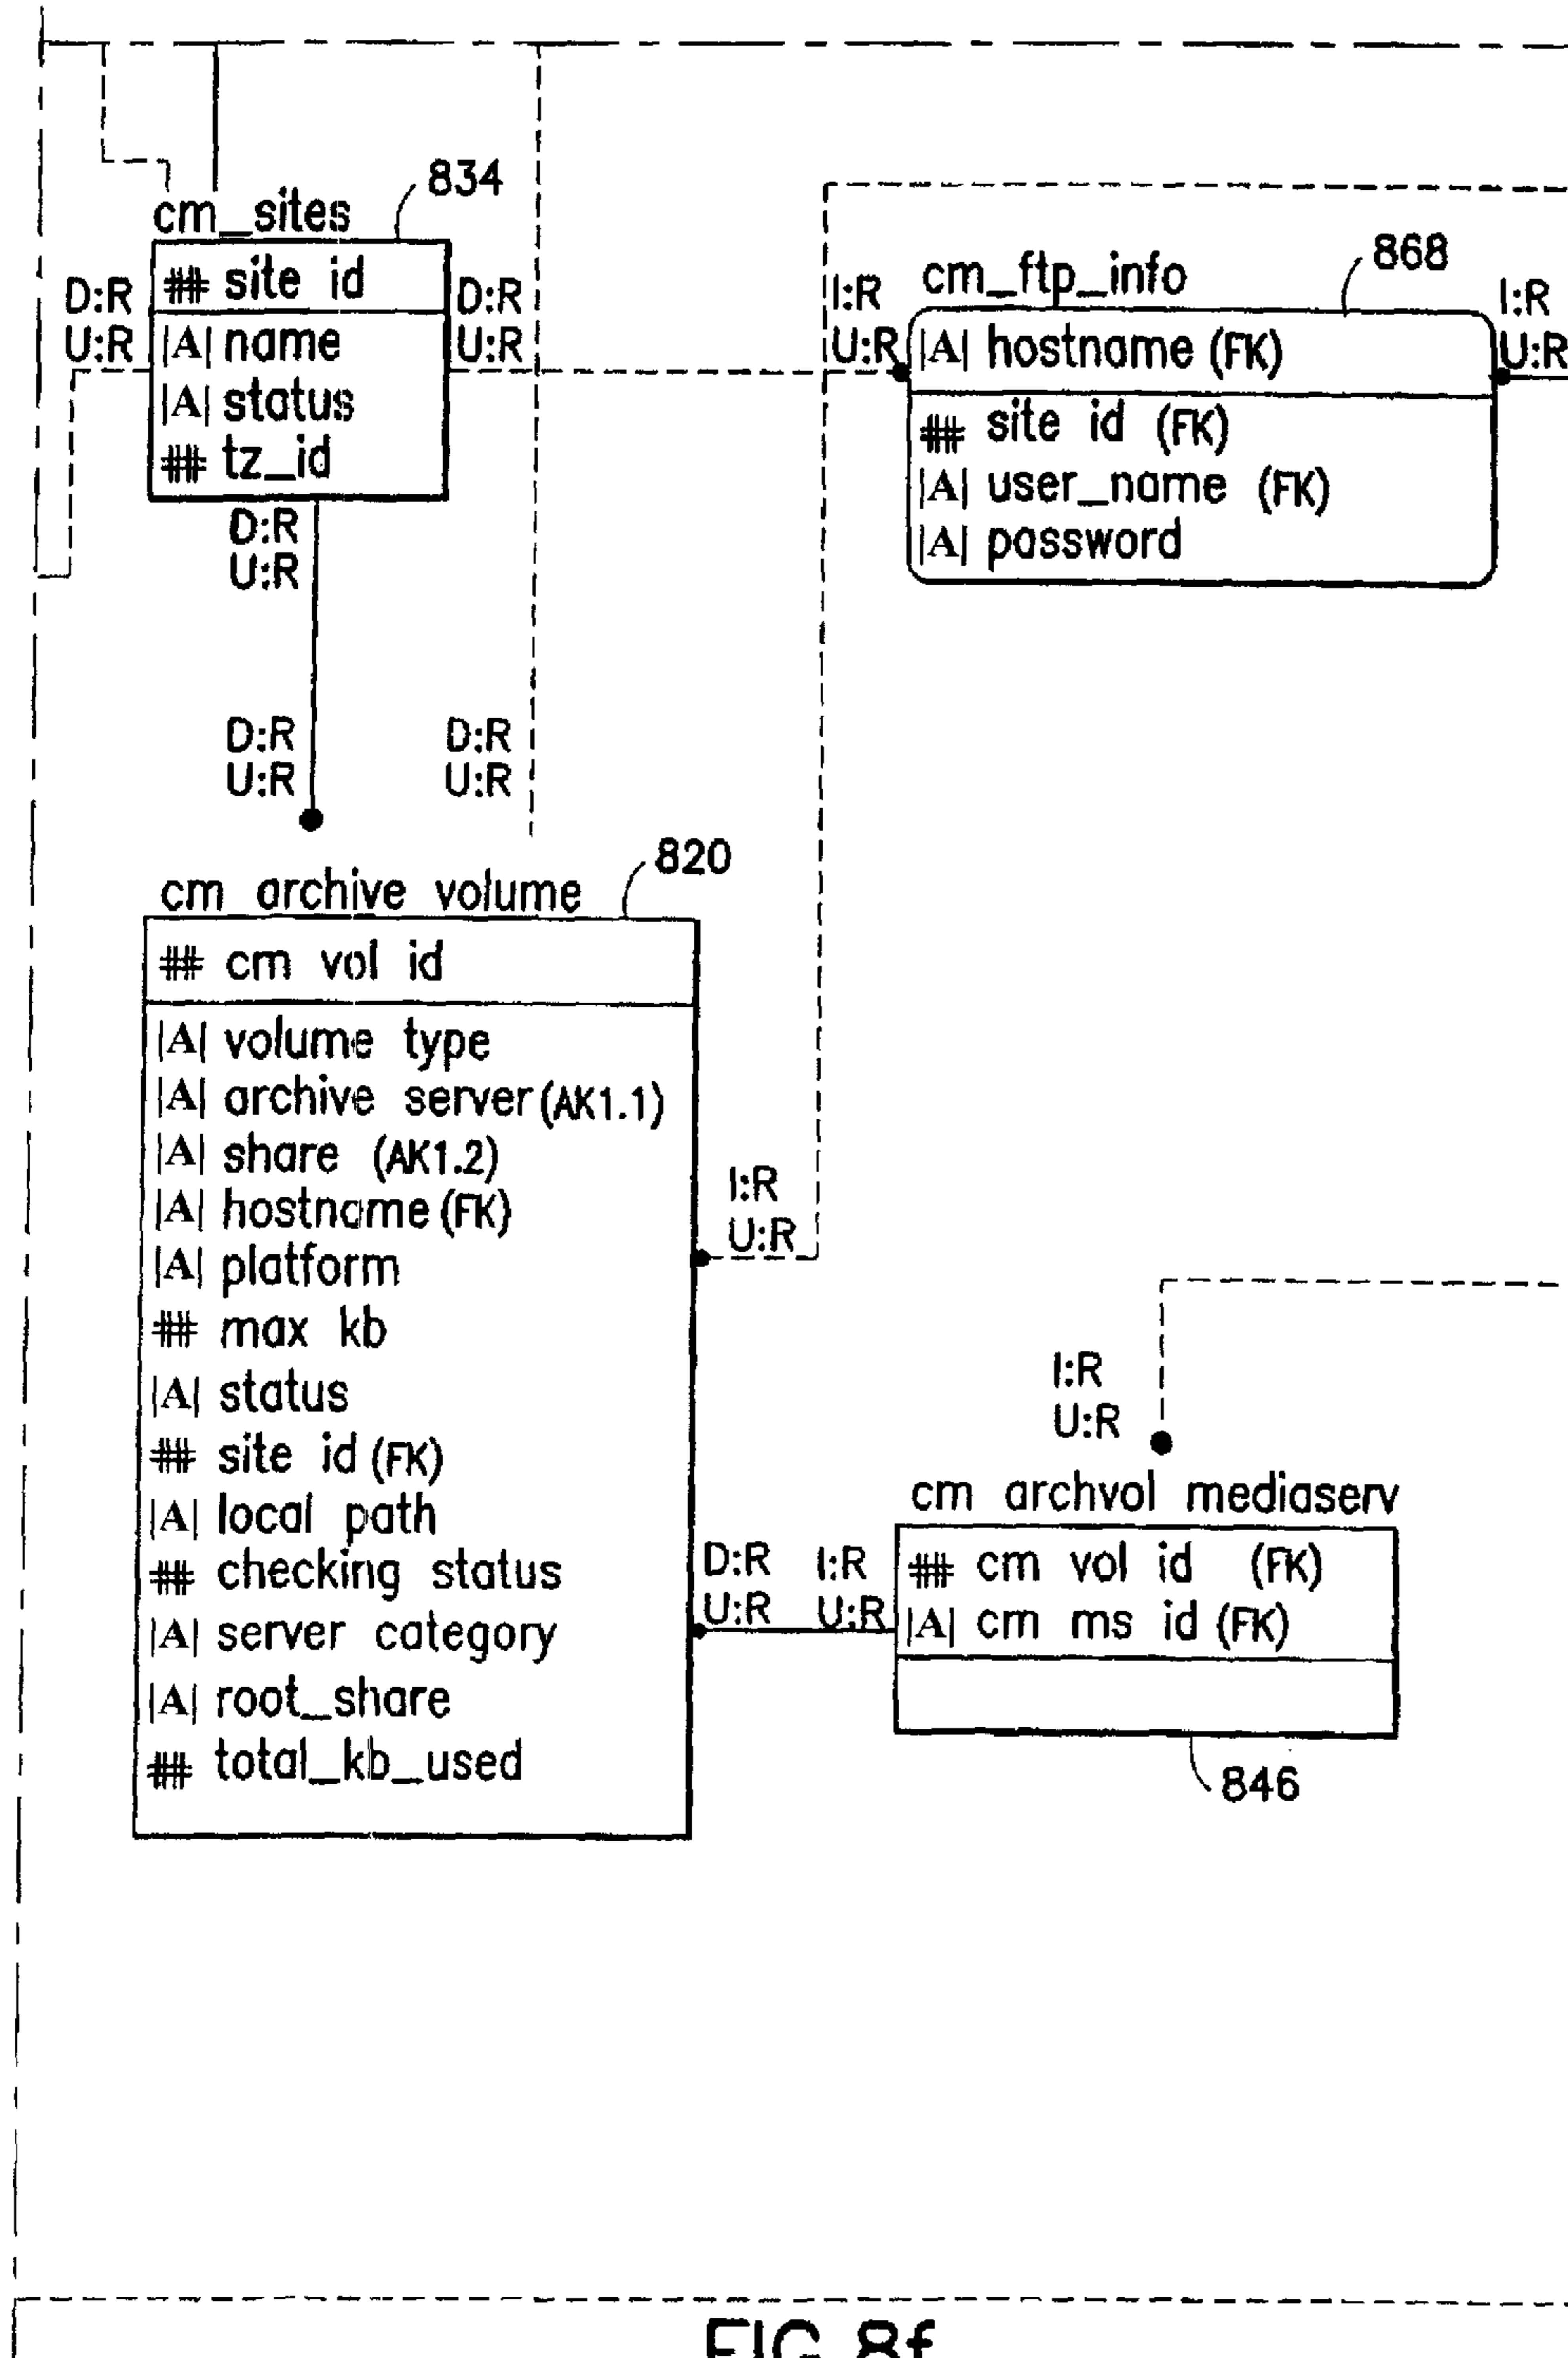 834
cm_sites
## site id
|A| name
|A| status
## tz_id
D:R
U:R
D:R
U:R
D:R
U:R
D:R
U:R
D:R
U:R
868
cm_ftp_info
|A| hostname (FK)
## site id (FK)
|A| user_name (FK)
|A| password
I:R
U:R
I:R
U:R
820
cm archive volume
## cm vol id
|A| volume type
|A| archive server (AK1.1)
|A| share (AK1.2)
|A| hostname (FK)
|A| platform
## max kb
|A| status
## site id (FK)
|A| local path
## checking status
|A| server category
|A| root_share
## total_kb_used
I:R
U:R
D:R
U:R
I:R
U:R
I:R
U:R
cm archvol mediaserv
## cm vol id (FK)
|A| cm ms id (FK)
846
FIG. 8f